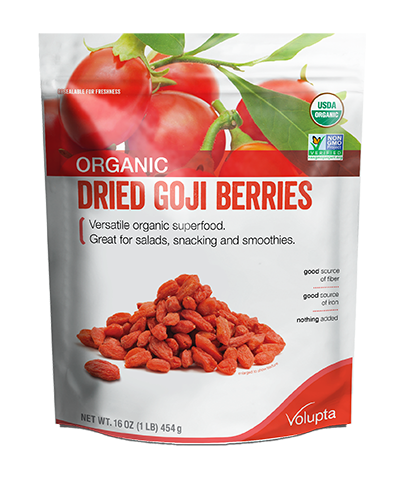 RESEALABLE FOR FRESHNESS
USDA
ORGANIC
NON
GMO
Project
VERIFIED
ORGANIC
DRIED GOJI BERRIES
Versatile organic superfood.
Great for salads, snacking and smoothies.
good source
of fiber
good source
of iron
nothing added
NET WT. 16 OZ (1 LB) 454 g
Volupta